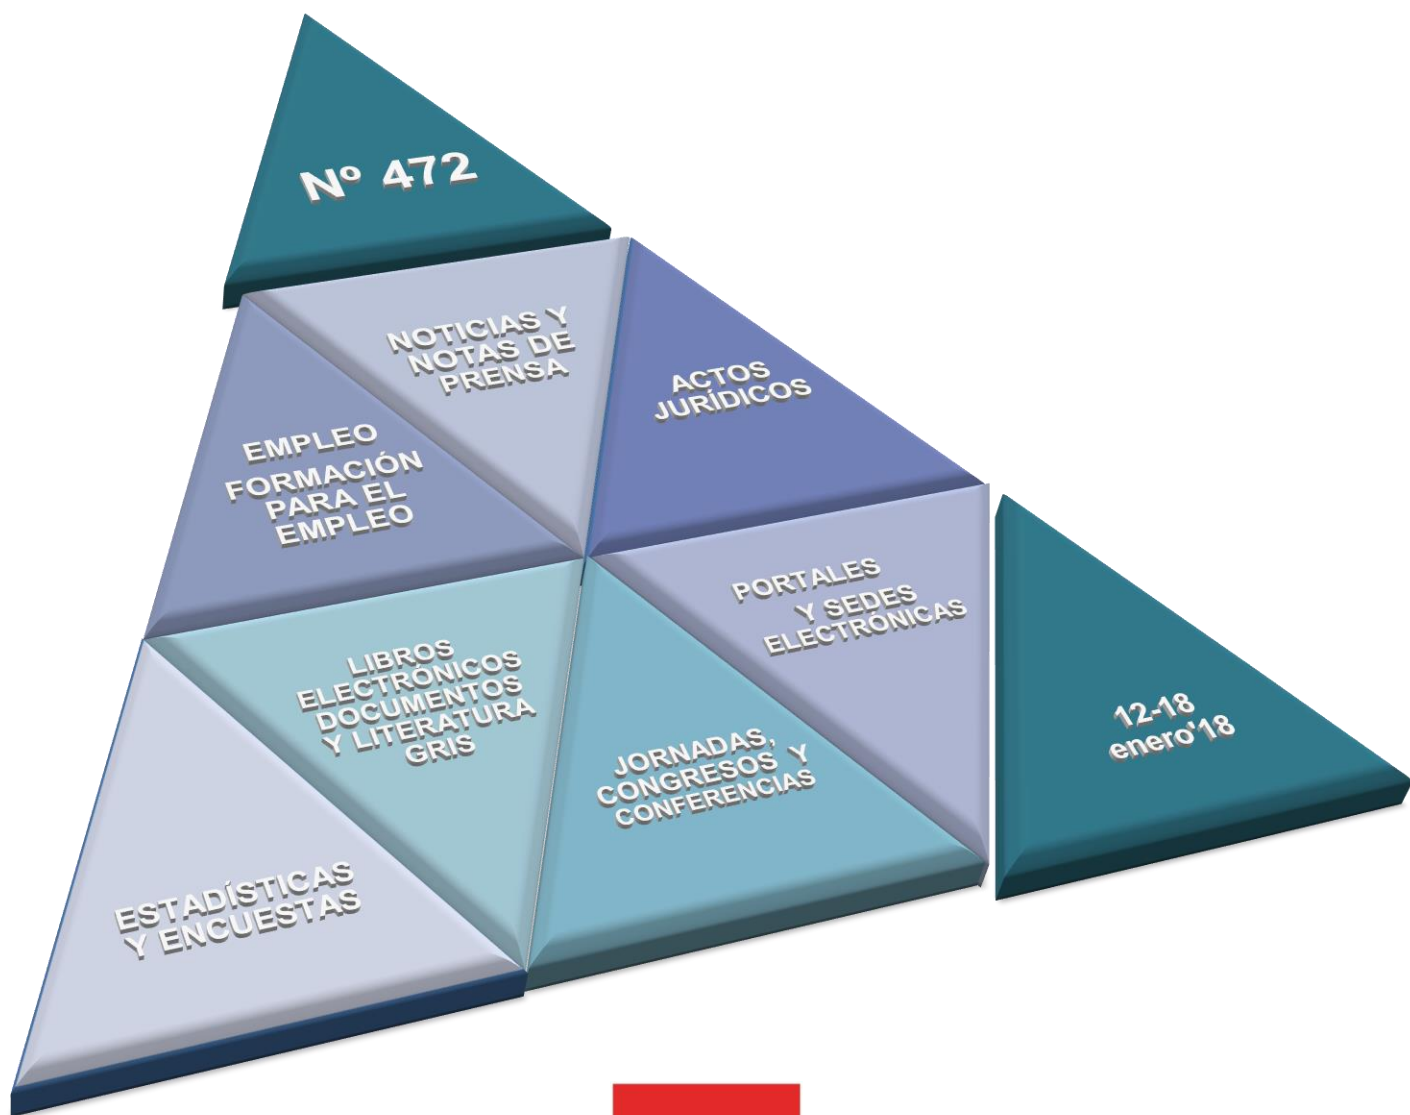 Nº 472
NOTICIAS Y
NOTAS DE
PRENSA
ACTOS
JURÍDICOS
EMPLEO
FORMACIÓN
PARA EL
EMPLEO
PORTALES
Y SEDES
ELECTRÓNICAS
LIBROS
ELECTRÓNICOS
DOCUMENTOS
Y LITERATURA
GRIS
JORNADAS,
CONGRESOS Y
CONFERENCIAS
12-18
enero'18
ESTADÍSTICAS
Y ENCUESTAS